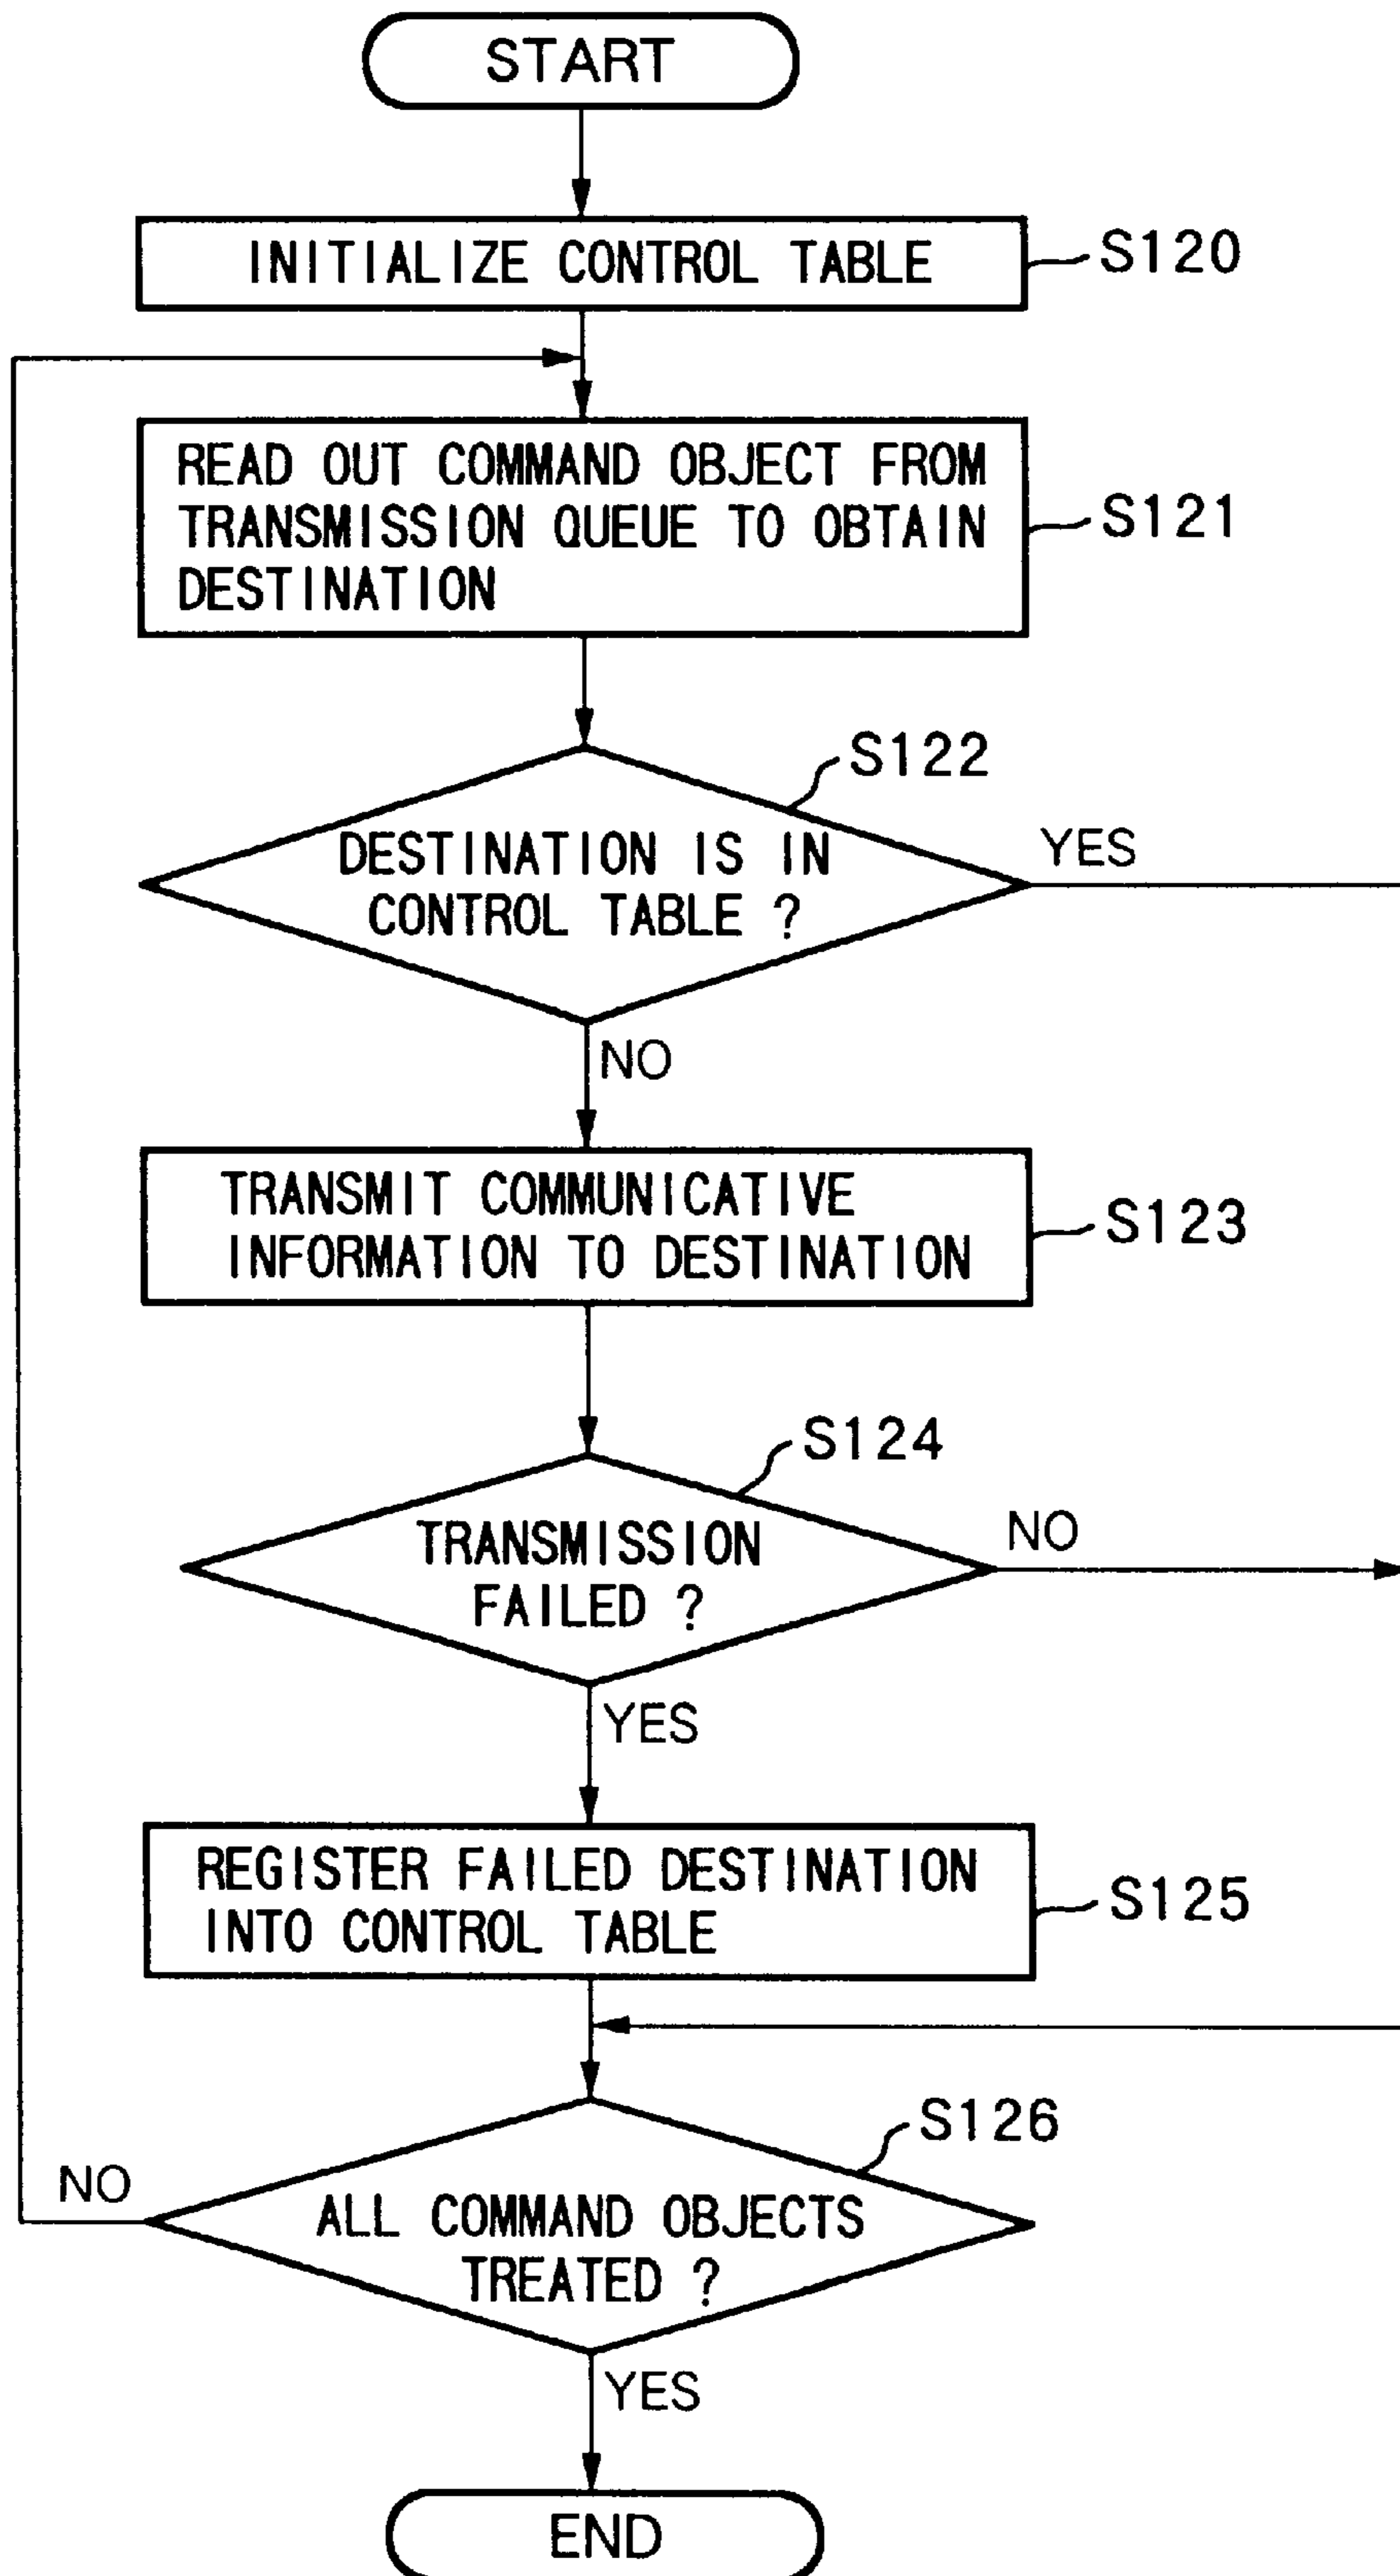 START
INITIALIZE CONTROL TABLE
S120
READ OUT COMMAND OBJECT FROM
TRANSMISSION QUEUE TO OBTAIN
DESTINATION
S121
S122
DESTINATION IS IN
CONTROL TABLE ?
YES
NO
TRANSMIT COMMUNICATIVE
INFORMATION TO DESTINATION
S123
S124
TRANSMISSION
FAILED ?
NO
YES
REGISTER FAILED DESTINATION
INTO CONTROL TABLE
S125
S126
NO
ALL COMMAND OBJECTS
TREATED ?
YES
END